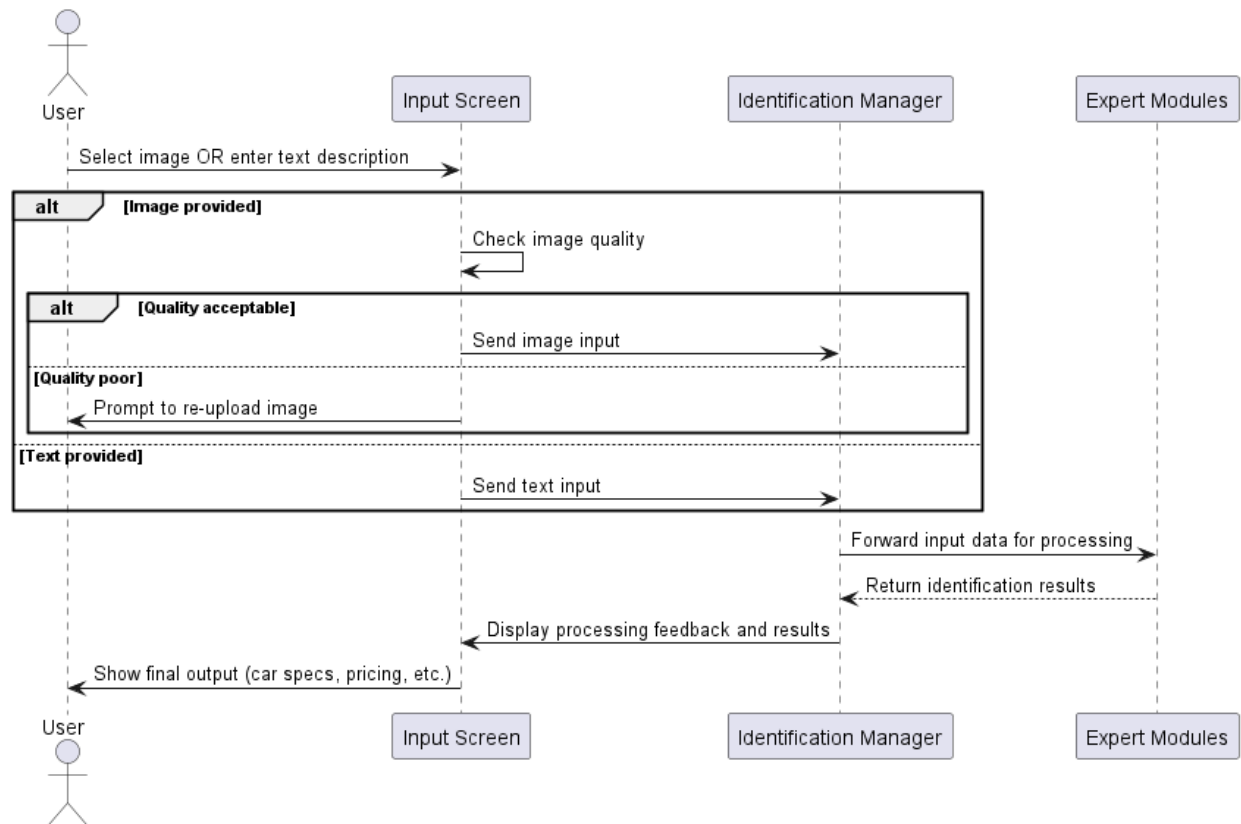 User
Input Screen
Identification Manager
Expert Modules
Select image OR enter text description
alt
[Image provided]
Check image quality
alt
[Quality acceptable]
Send image input
[Quality poor]
Prompt to re-upload image
[Text provided]
Send text input
Forward input data for processing
Return identification results
Display processing feedback and results
Show final output (car specs, pricing, etc.)
User
Input Screen
Identification Manager
Expert Modules